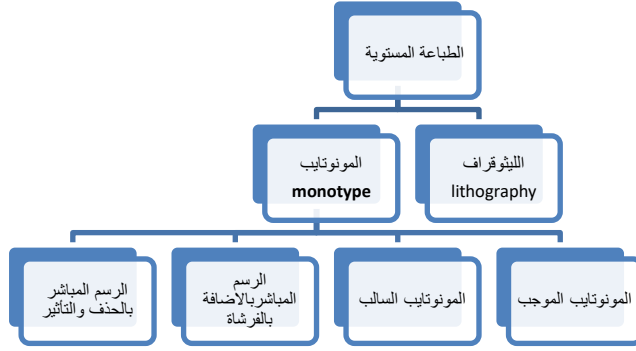 الطباعة المستوية
الليثوقراف
lithography
المونوتايب
monotype
المونوتايب الموجب
المونوتايب السالب
الرسم
المباشربالاضافة
بالفرشاة
الرسم المباشر
بالحذف والتأثير